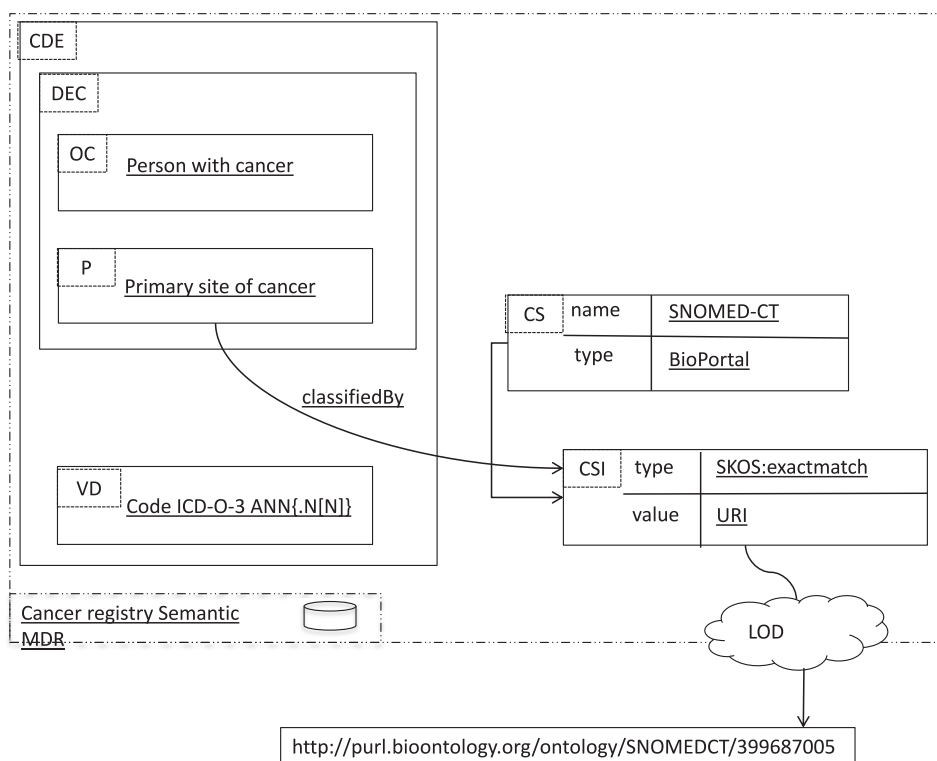 CDE
DEC
OC
Person with cancer
P
Primary site of cancer
classifiedBy
VD
Code ICD-O-3 ANN{.N[N]}
CS
name
SNOMED-CT
type
BioPortal
CSI
type
SKOS:exactmatch
value
URI
Cancer registry Semantic
MDR
LOD
http://purl.bioontology.org/ontology/SNOMEDCT/399687005